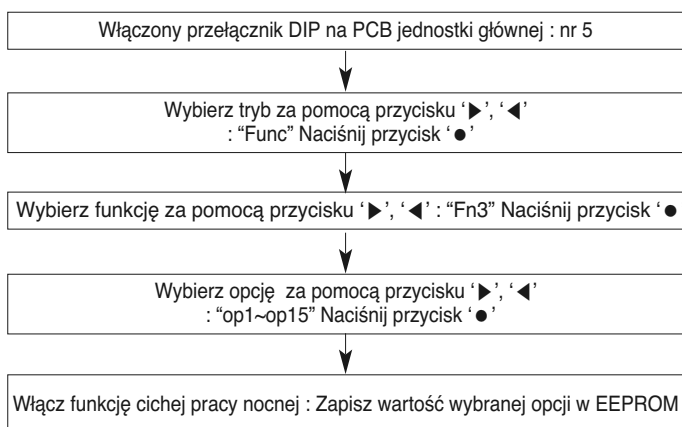 Włączony przełącznik DIP na PCB jednostki głównej : nr 5
Wybierz tryb za pomocą przycisku ‘▶’, ‘◀’
: “Func” Naciśnij przycisk ‘●’
Wybierz funkcję za pomocą przycisku ‘▶’, ‘◀’ : “Fn3” Naciśnij przycisk ‘●
Wybierz opcję za pomocą przycisku ‘▶’, ‘◀’
: “op1~op15” Naciśnij przycisk ‘●’
Włącz funkcję cichej pracy nocnej : Zapisz wartość wybranej opcji w EEPROM